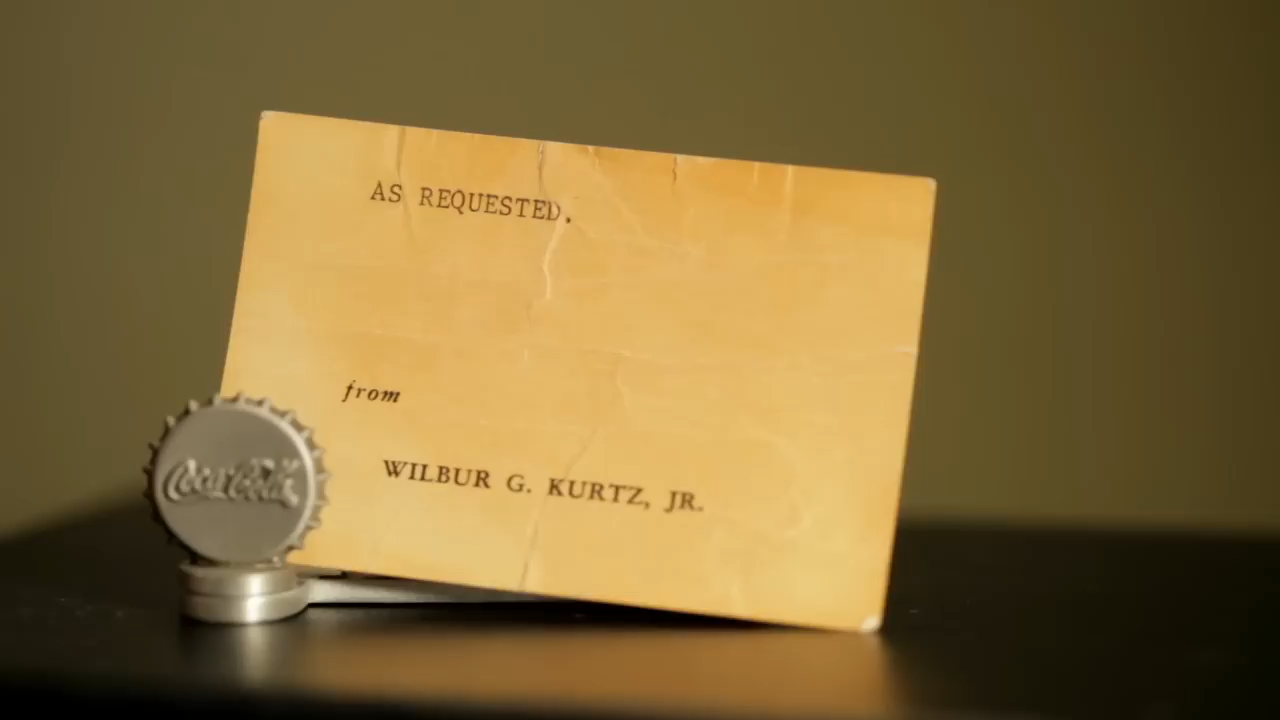 AS REQUESTED.
from
WILBUR G. KURTZ, JR.
Coca-Cola